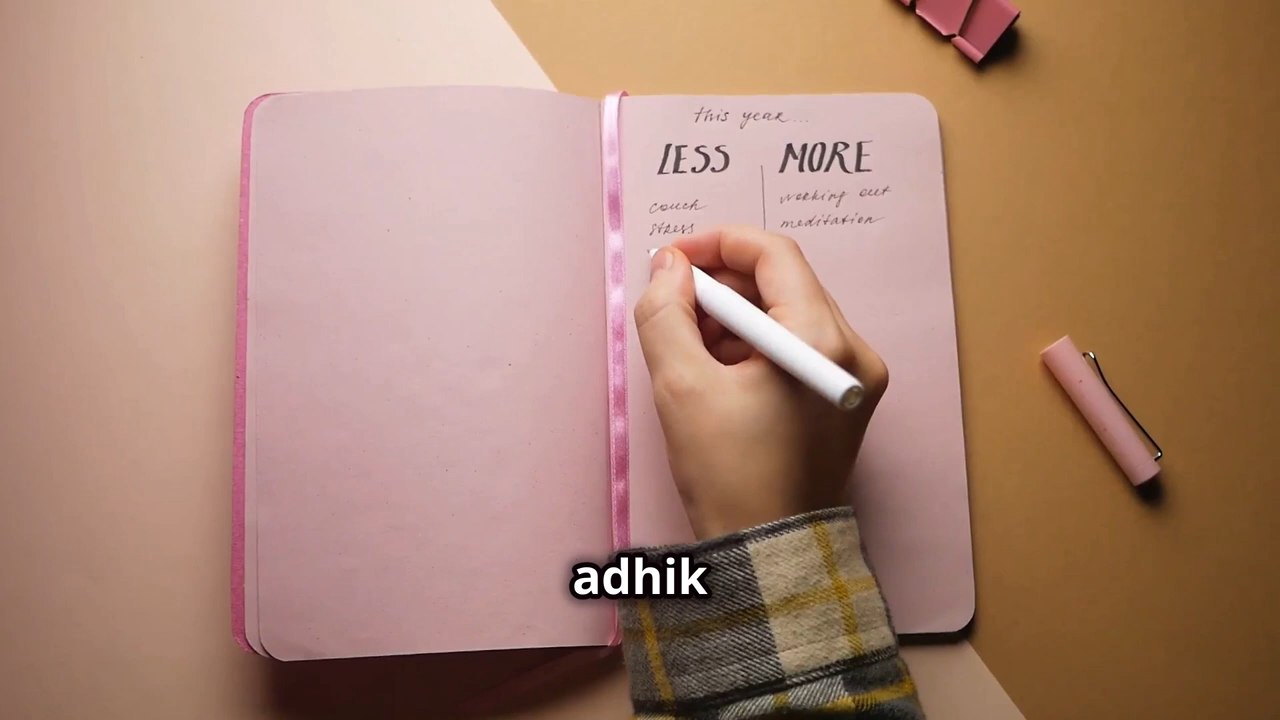 this year...
LESS MORE
couch working out
stress meditation
adhik